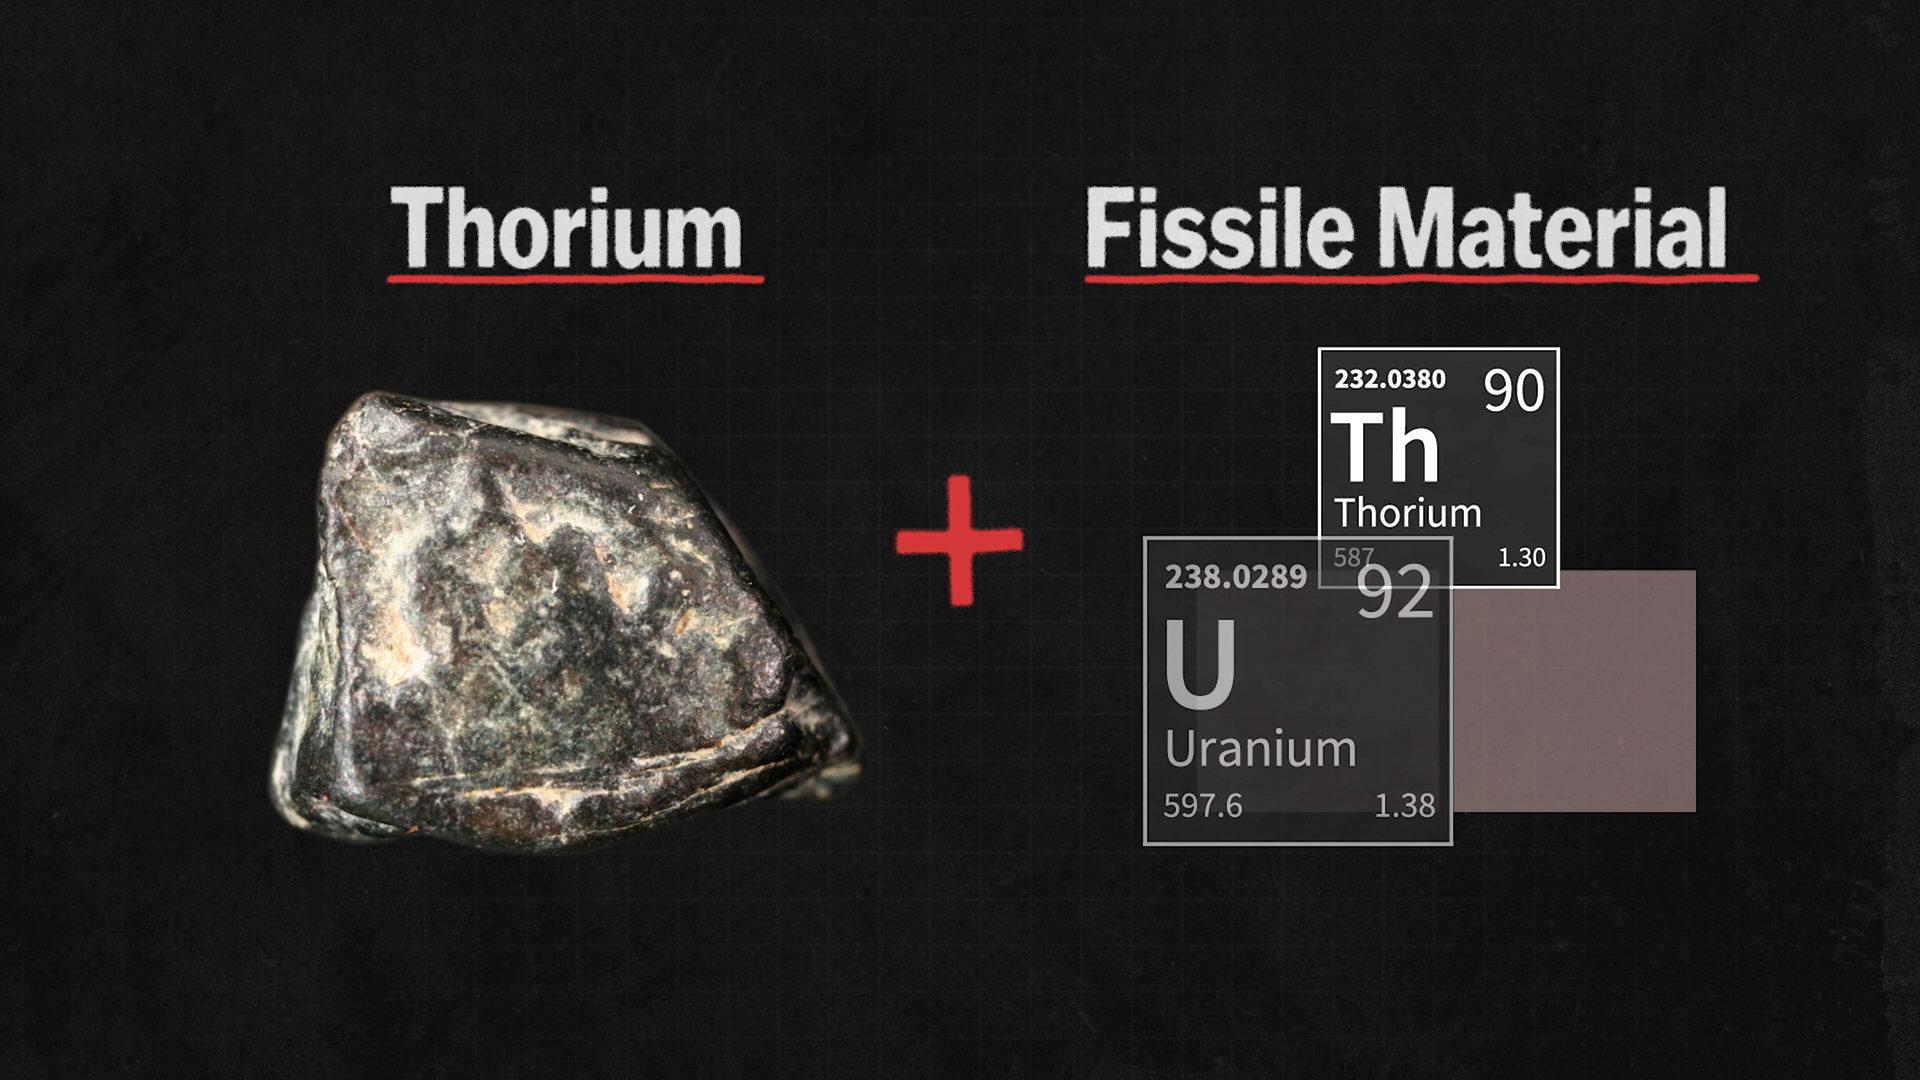 Thorium
Fissile Material
232.0380 90
Th
Thorium
587 1.30
238.0289 92
U
Uranium
597.6 1.38